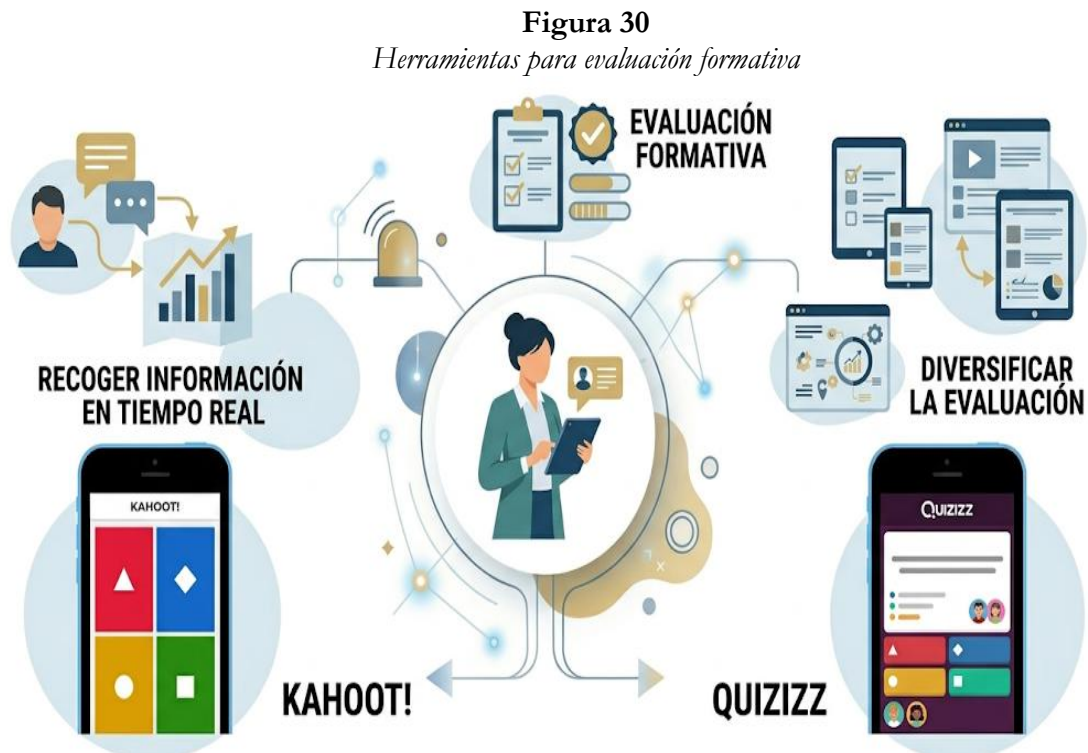 Figura 30
Herramientas para evaluación formativa
EVALUACIÓN
FORMATIVA
RECOGER INFORMACIÓN
EN TIEMPO REAL
DIVERSIFICAR
LA EVALUACIÓN
KAHOOT!
QUIZIZZ
KAHOOT!
QUIZIZZ